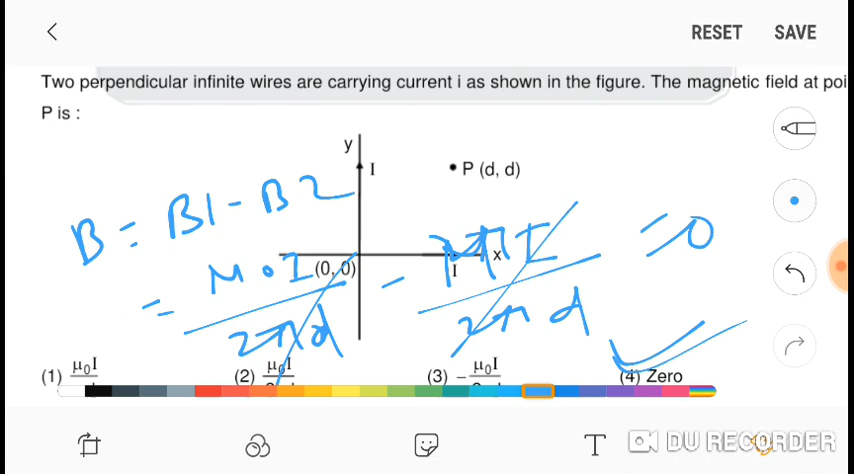 RESET SAVE
Two perpendicular infinite wires are carrying current i as shown in the figure. The magnetic field at poi
P is :
y
I
P (d, d)
B = B1 - B2
= 0
x
I
(0, 0)
= μ0I
2πd
2πd
(1) μ0I
(2) μ0I
(3) - μ0I
(4) Zero
T
DU RECORDER